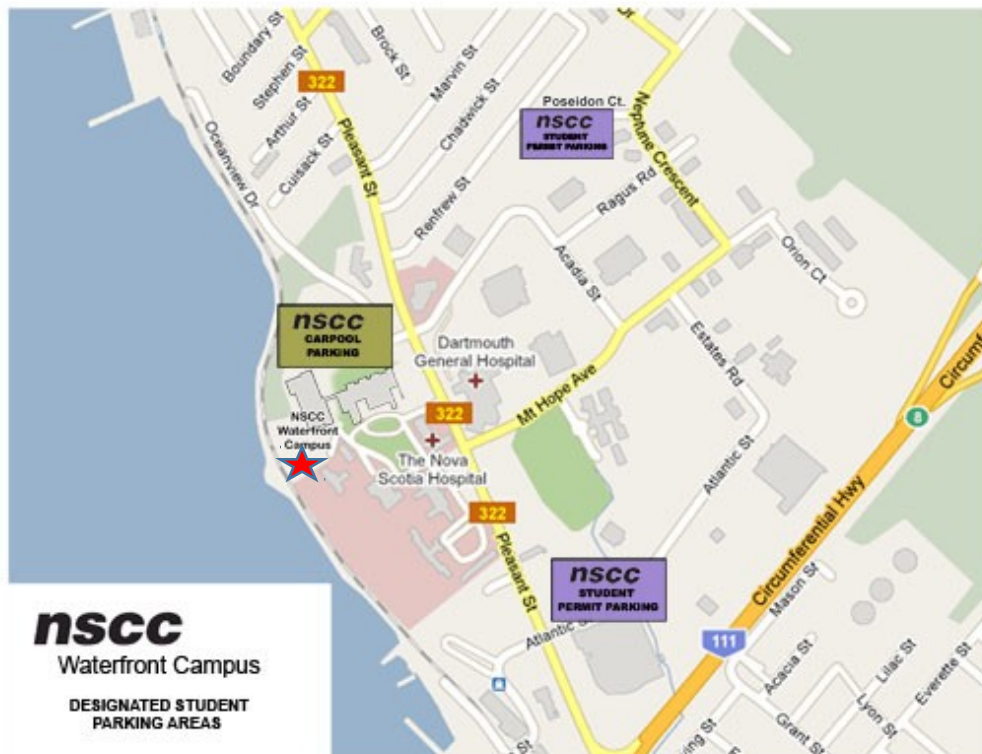 Boundary St
Stephen St
Arthur St
Cuisack St
Brock St
Marvin St
Chadwick St
322
Pleasant St
Oceanview Dr
Renfrew St
Poseidon Ct.
nscc
STUDENT
PERMIT PARKING
Neptune Crescent
Ragus Rd
Acadia St
Orion Ct
nscc
CARPOOL
PARKING
Dartmouth
General Hospital
Estates Rd
Mt Hope Ave
322
NSCC
Waterfront
Campus
The Nova
Scotia Hospital
8
Circumferential Hwy
Atlantic St
322
Pleasant St
nscc
STUDENT
PERMIT PARKING
Mason St
111
Acacia St
Lilac St
Everette St
Lyon St
Grant St
nscc
Waterfront Campus
DESIGNATED STUDENT
PARKING AREAS